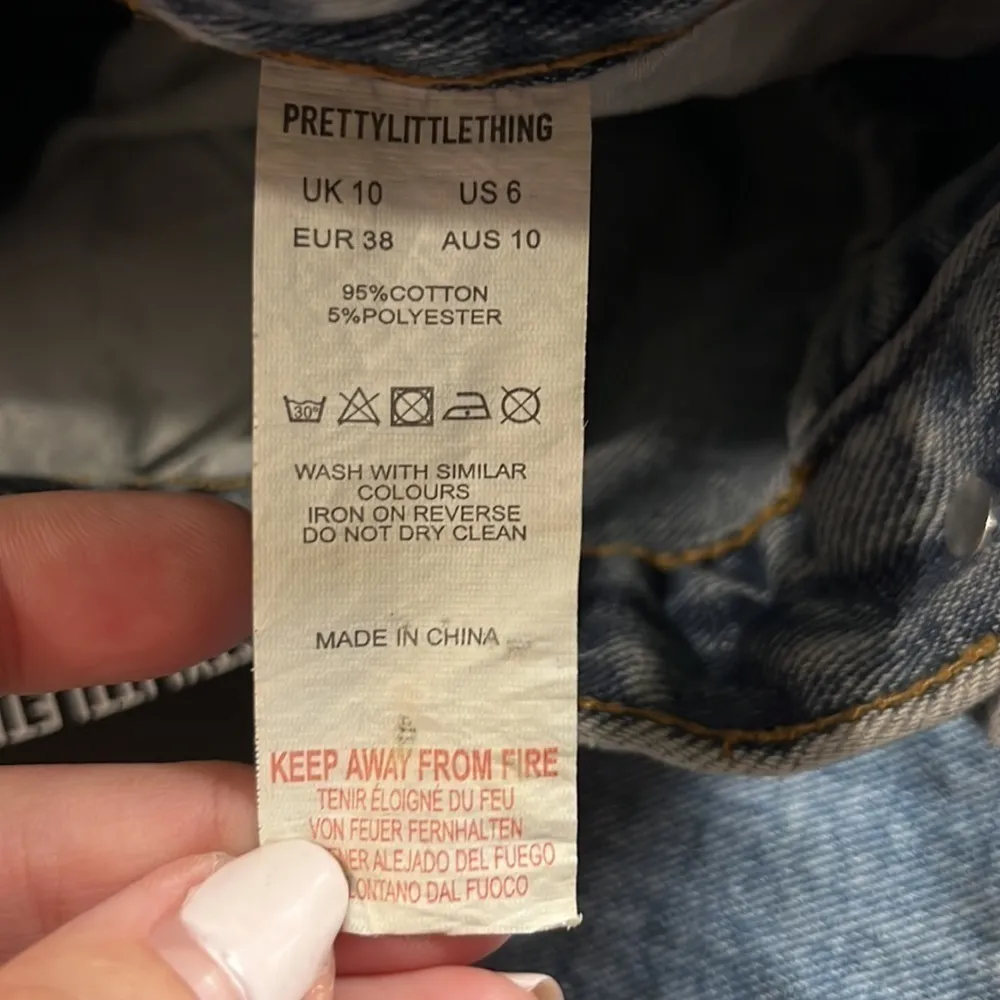 PRETTYLITTLETHING
UK 10 US 6
EUR 38 AUS 10
95%COTTON
5%POLYESTER
30°
WASH WITH SIMILAR
COLOURS
IRON ON REVERSE
DO NOT DRY CLEAN
MADE IN CHINA
KEEP AWAY FROM FIRE
TENIR ÉLOIGNÉ DU FEU
VON FEUER FERNHALTEN
ALEJADO DEL FUEGO
DAL FUOCO